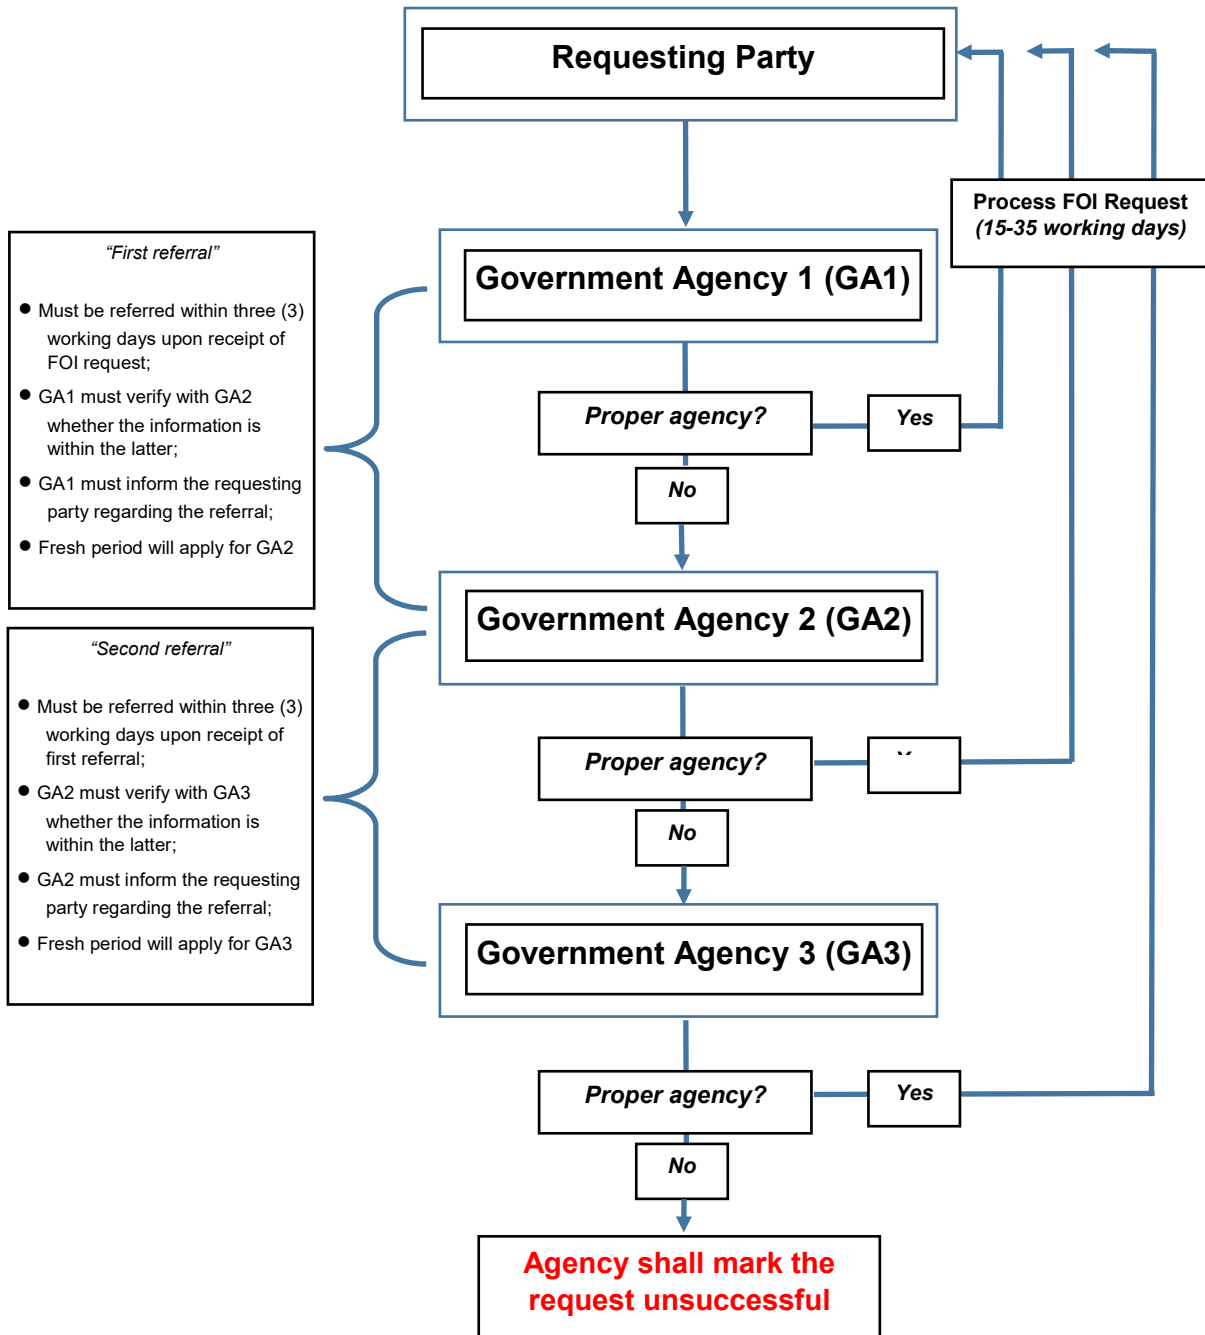 Requesting Party
Process FOI Request
(15-35 working days)
“First referral”
● Must be referred within three (3)
working days upon receipt of
FOI request;
● GA1 must verify with GA2
whether the information is
within the latter;
● GA1 must inform the requesting
party regarding the referral;
● Fresh period will apply for GA2
Government Agency 1 (GA1)
Proper agency?
Yes
No
Government Agency 2 (GA2)
“Second referral”
● Must be referred within three (3)
working days upon receipt of
first referral;
● GA2 must verify with GA3
whether the information is
within the latter;
● GA2 must inform the requesting
party regarding the referral;
● Fresh period will apply for GA3
Proper agency?
No
Government Agency 3 (GA3)
Proper agency?
Yes
No
Agency shall mark the
request unsuccessful